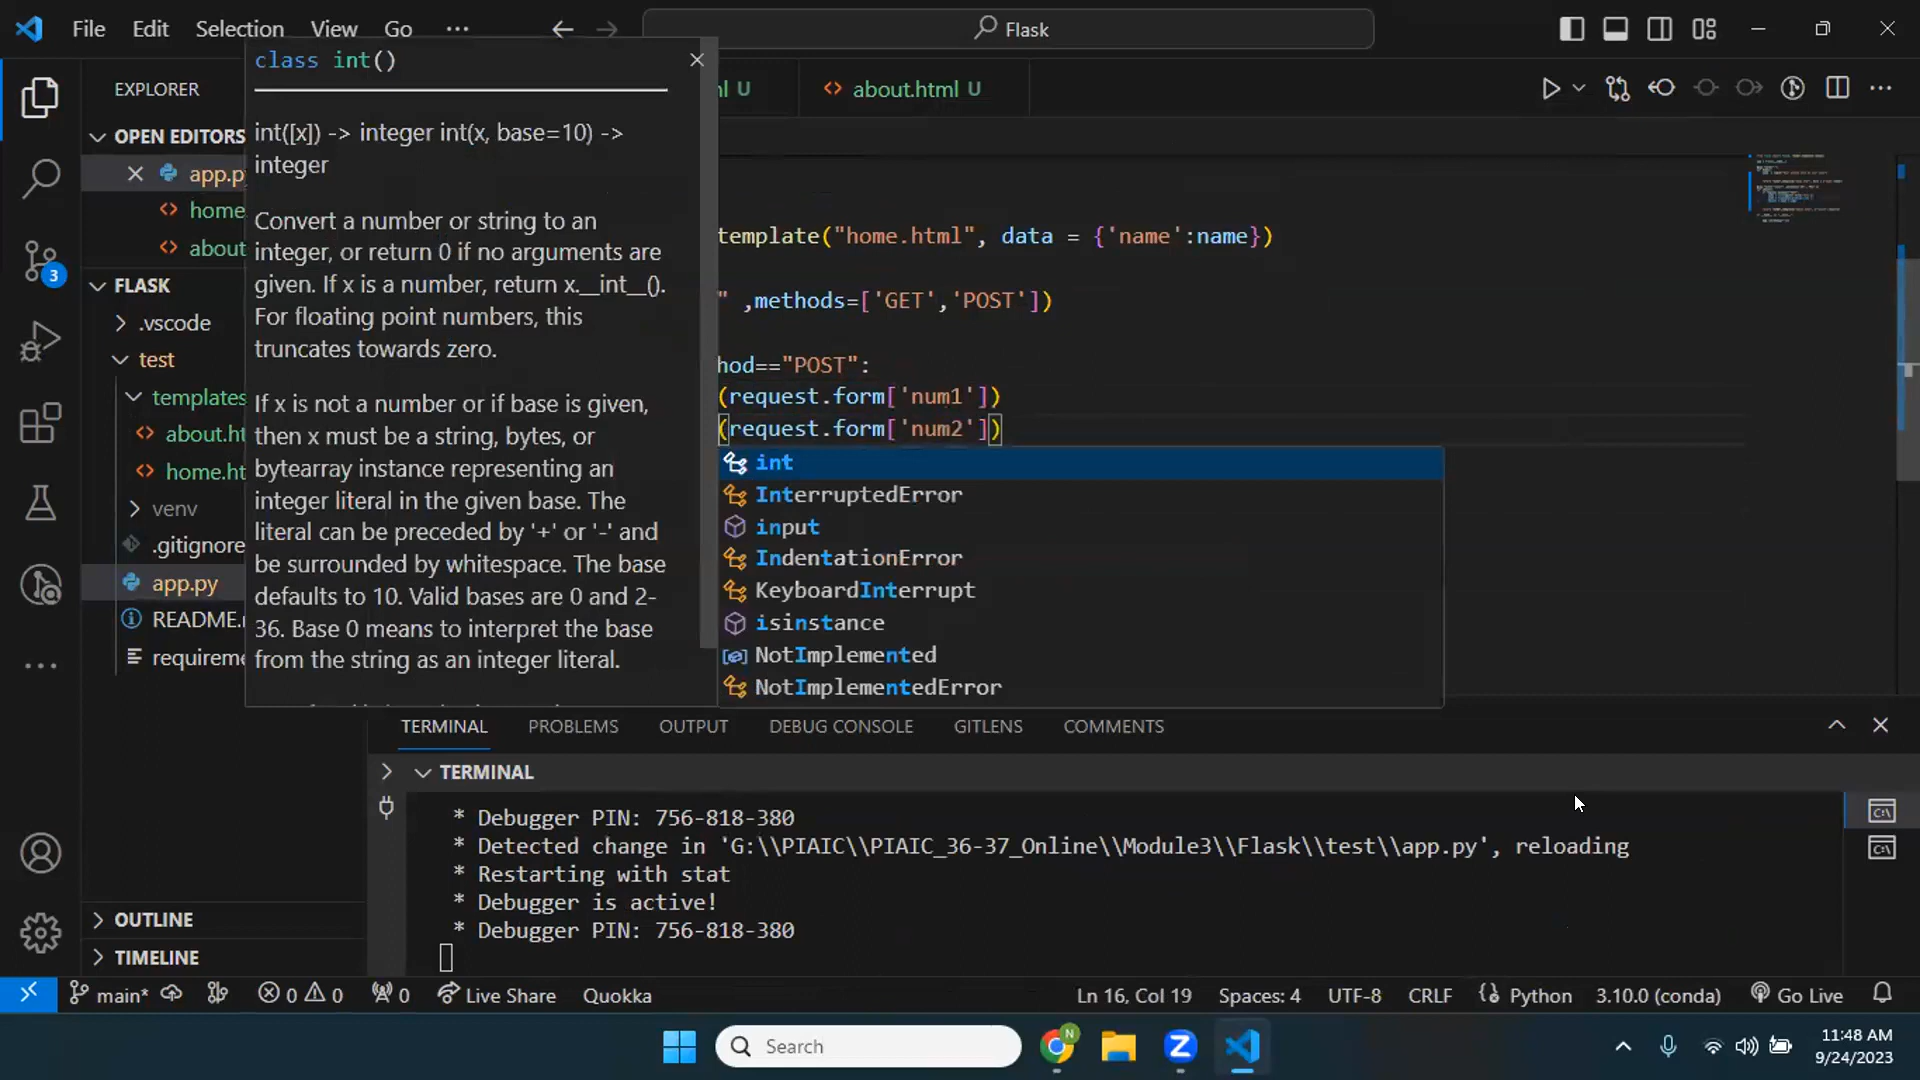 File Edit Selection View Go ··· Flask
class int()
int([x]) -> integer int(x, base=10) ->
integer
Convert a number or string to an
integer, or return 0 if no arguments are
given. If x is a number, return x.__int__().
For floating point numbers, this
truncates towards zero.
If x is not a number or if base is given,
then x must be a string, bytes, or
bytearray instance representing an
integer literal in the given base. The
literal can be preceded by '+' or '-' and
be surrounded by whitespace. The base
defaults to 10. Valid bases are 0 and 2-
36. Base 0 means to interpret the base
from the string as an integer literal.
EXPLORER
OPEN EDITORS
app.p
home
about
FLASK
.vscode
test
templates
about.ht
home.ht
venv
.gitignore
app.py
README.
requireme
OUTLINE
TIMELINE
3
U
about.html U
template("home.html", data = {'name':name})
" ,methods=['GET','POST'])
hod=="POST":
(request.form['num1'])
(request.form['num2'])
int
InterruptedError
input
IndentationError
KeyboardInterrupt
isinstance
NotImplemented
NotImplementedError
TERMINAL PROBLEMS OUTPUT DEBUG CONSOLE GITLENS COMMENTS
TERMINAL
* Debugger PIN: 756-818-380
* Detected change in 'G:\\PIAIC\\PIAIC_36-37_Online\\Module3\\Flask\\test\\app.py', reloading
* Restarting with stat
* Debugger is active!
* Debugger PIN: 756-818-380
main* 0 0 0 Live Share Quokka Ln 16, Col 19 Spaces: 4 UTF-8 CRLF Python 3.10.0 (conda) Go Live
Search
N
11:48 AM
9/24/2023